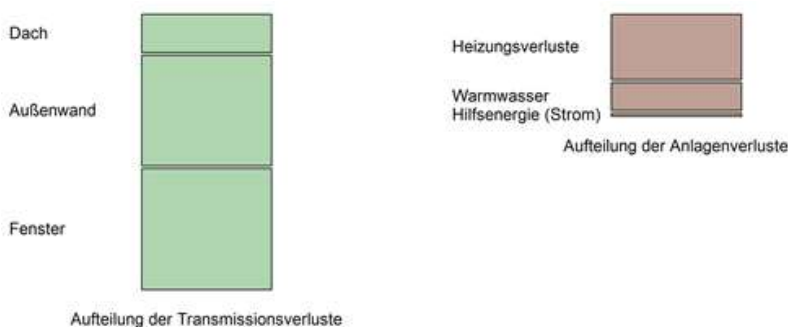 Dach
Außenwand
Fenster
Aufteilung der Transmissionsverluste
Heizungsverluste
Warmwasser
Hilfsenergie (Strom)
Aufteilung der Anlagenverluste